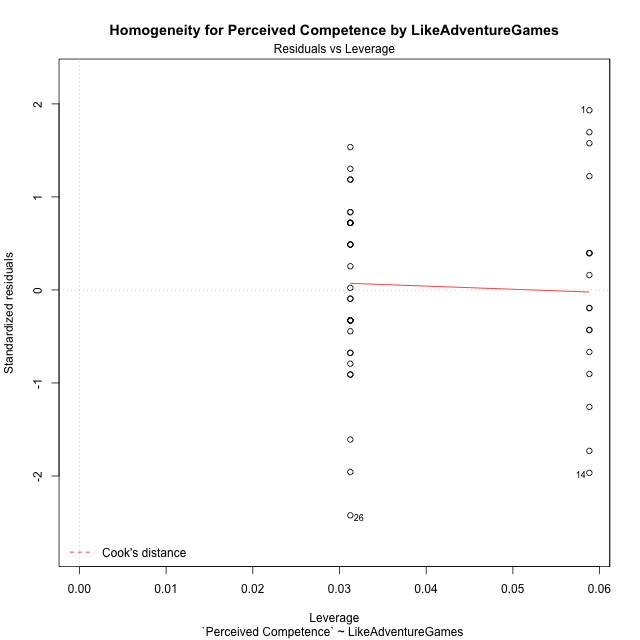 Homogeneity for Perceived Competence by LikeAdventureGames
Residuals vs Leverage
Standardized residuals
2
1
0
-1
-2
1
14
26
Cook's distance
0.00 0.01 0.02 0.03 0.04 0.05 0.06
Leverage
`Perceived Competence` ~ LikeAdventureGames